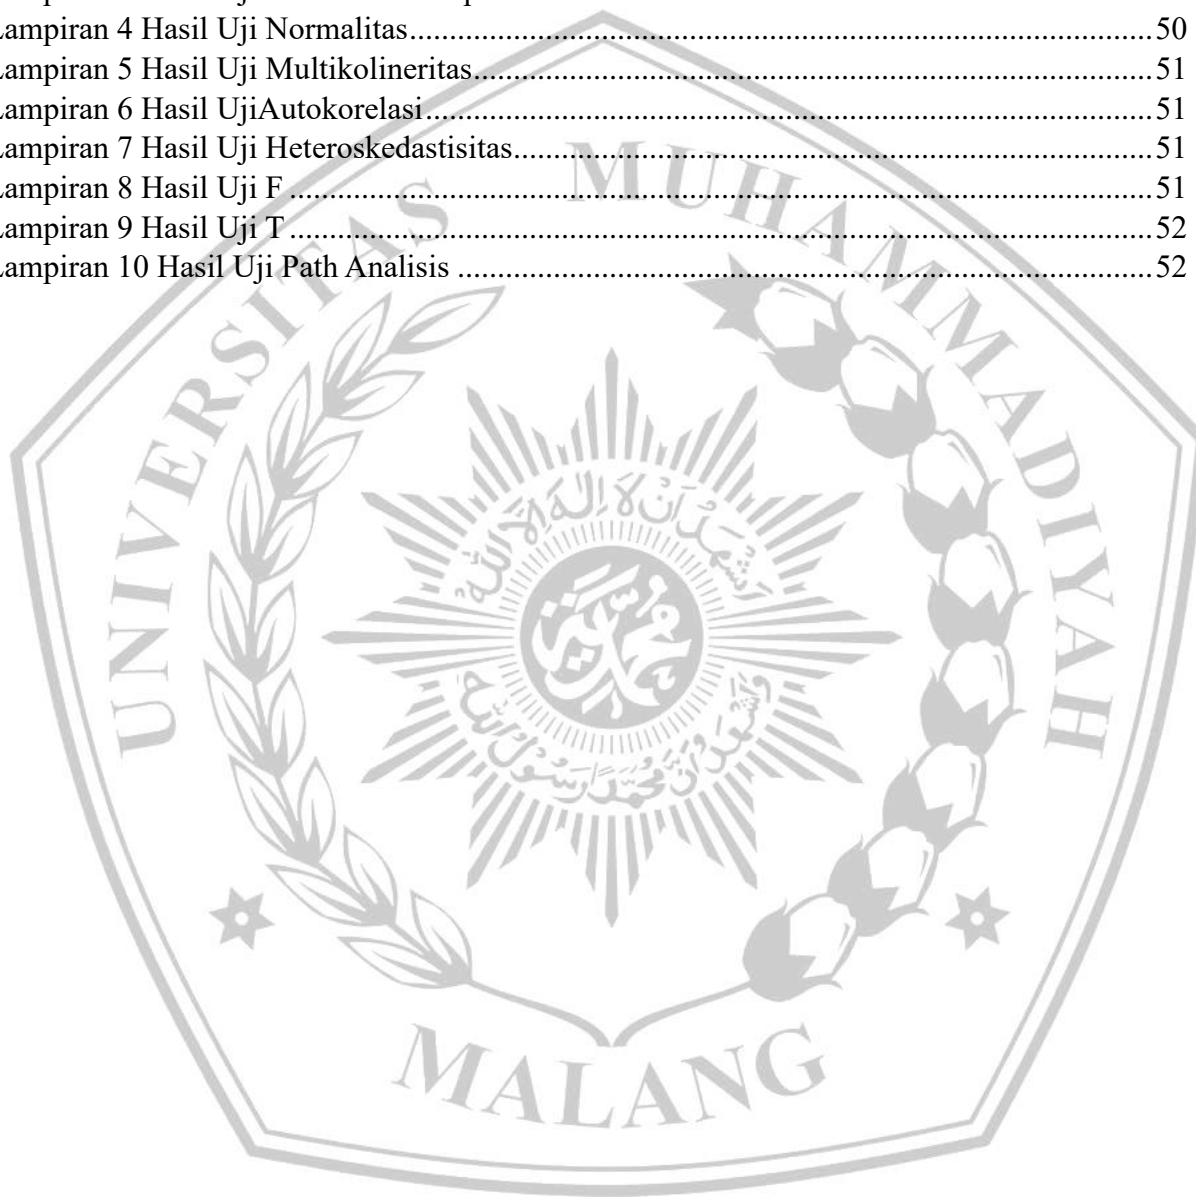 Lampiran 4 Hasil Uji Normalitas........................................................................................50
Lampiran 5 Hasil Uji Multikolineritas................................................................................51
Lampiran 6 Hasil UjiAutokorelasi......................................................................................51
Lampiran 7 Hasil Uji Heteroskedastisitas...........................................................................51
Lampiran 8 Hasil Uji F ......................................................................................................51
Lampiran 9 Hasil Uji T ......................................................................................................52
Lampiran 10 Hasil Uji Path Analisis ..................................................................................52
UNIVERSITAS MUHAMMADIYAH
MALANG